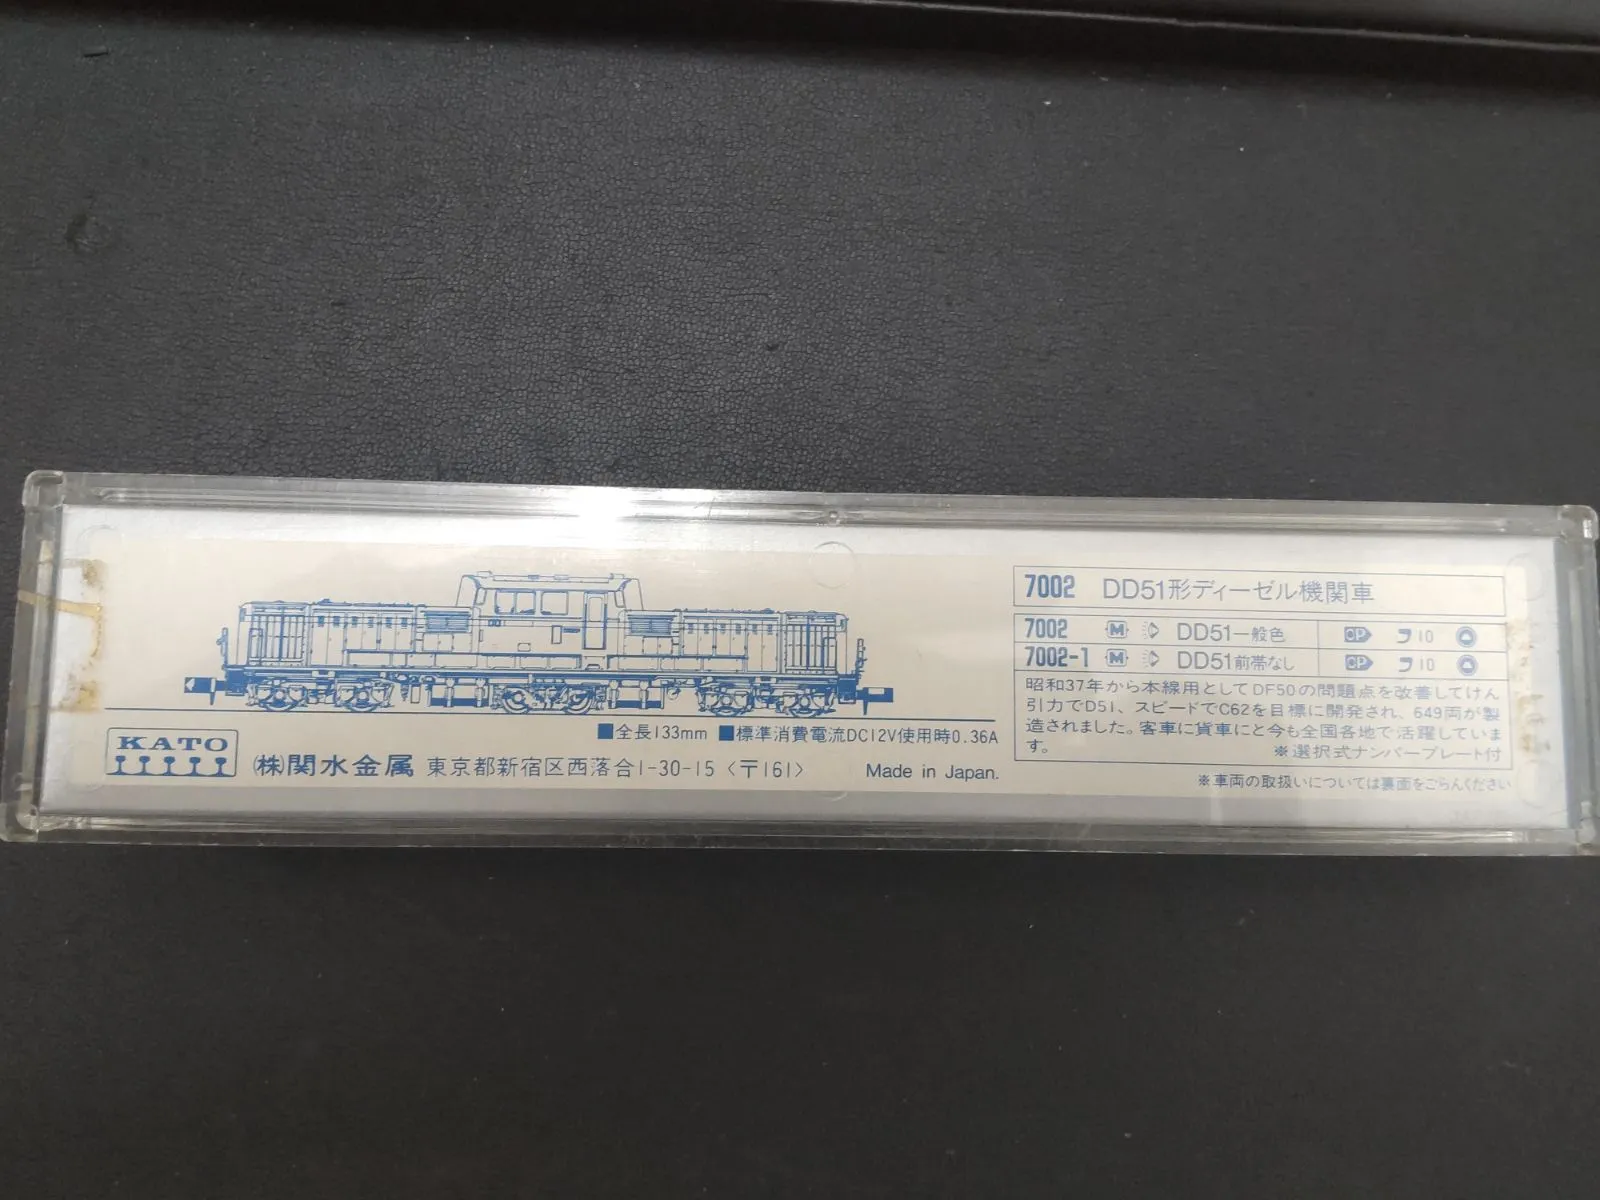 7002 DD51形ディーゼル機関車
7002 M DD51一般色 CP フ10
7002-1 M DD51前帯なし CP フ10
昭和37年から本線用としてDF50の問題点を改善してけん
引力でD51、スピードでC62を目標に開発され、649両が製
造されました。客車に貨車にと今も全国各地で活躍していま
す。 ※選択式ナンバープレート付
■全長133mm ■標準消費電流DC12V使用時0.36A
KATO (株)関水金属 東京都新宿区西落合1-30-15〈〒161〉 Made in Japan.
※車両の取扱いについては裏面をごらんください